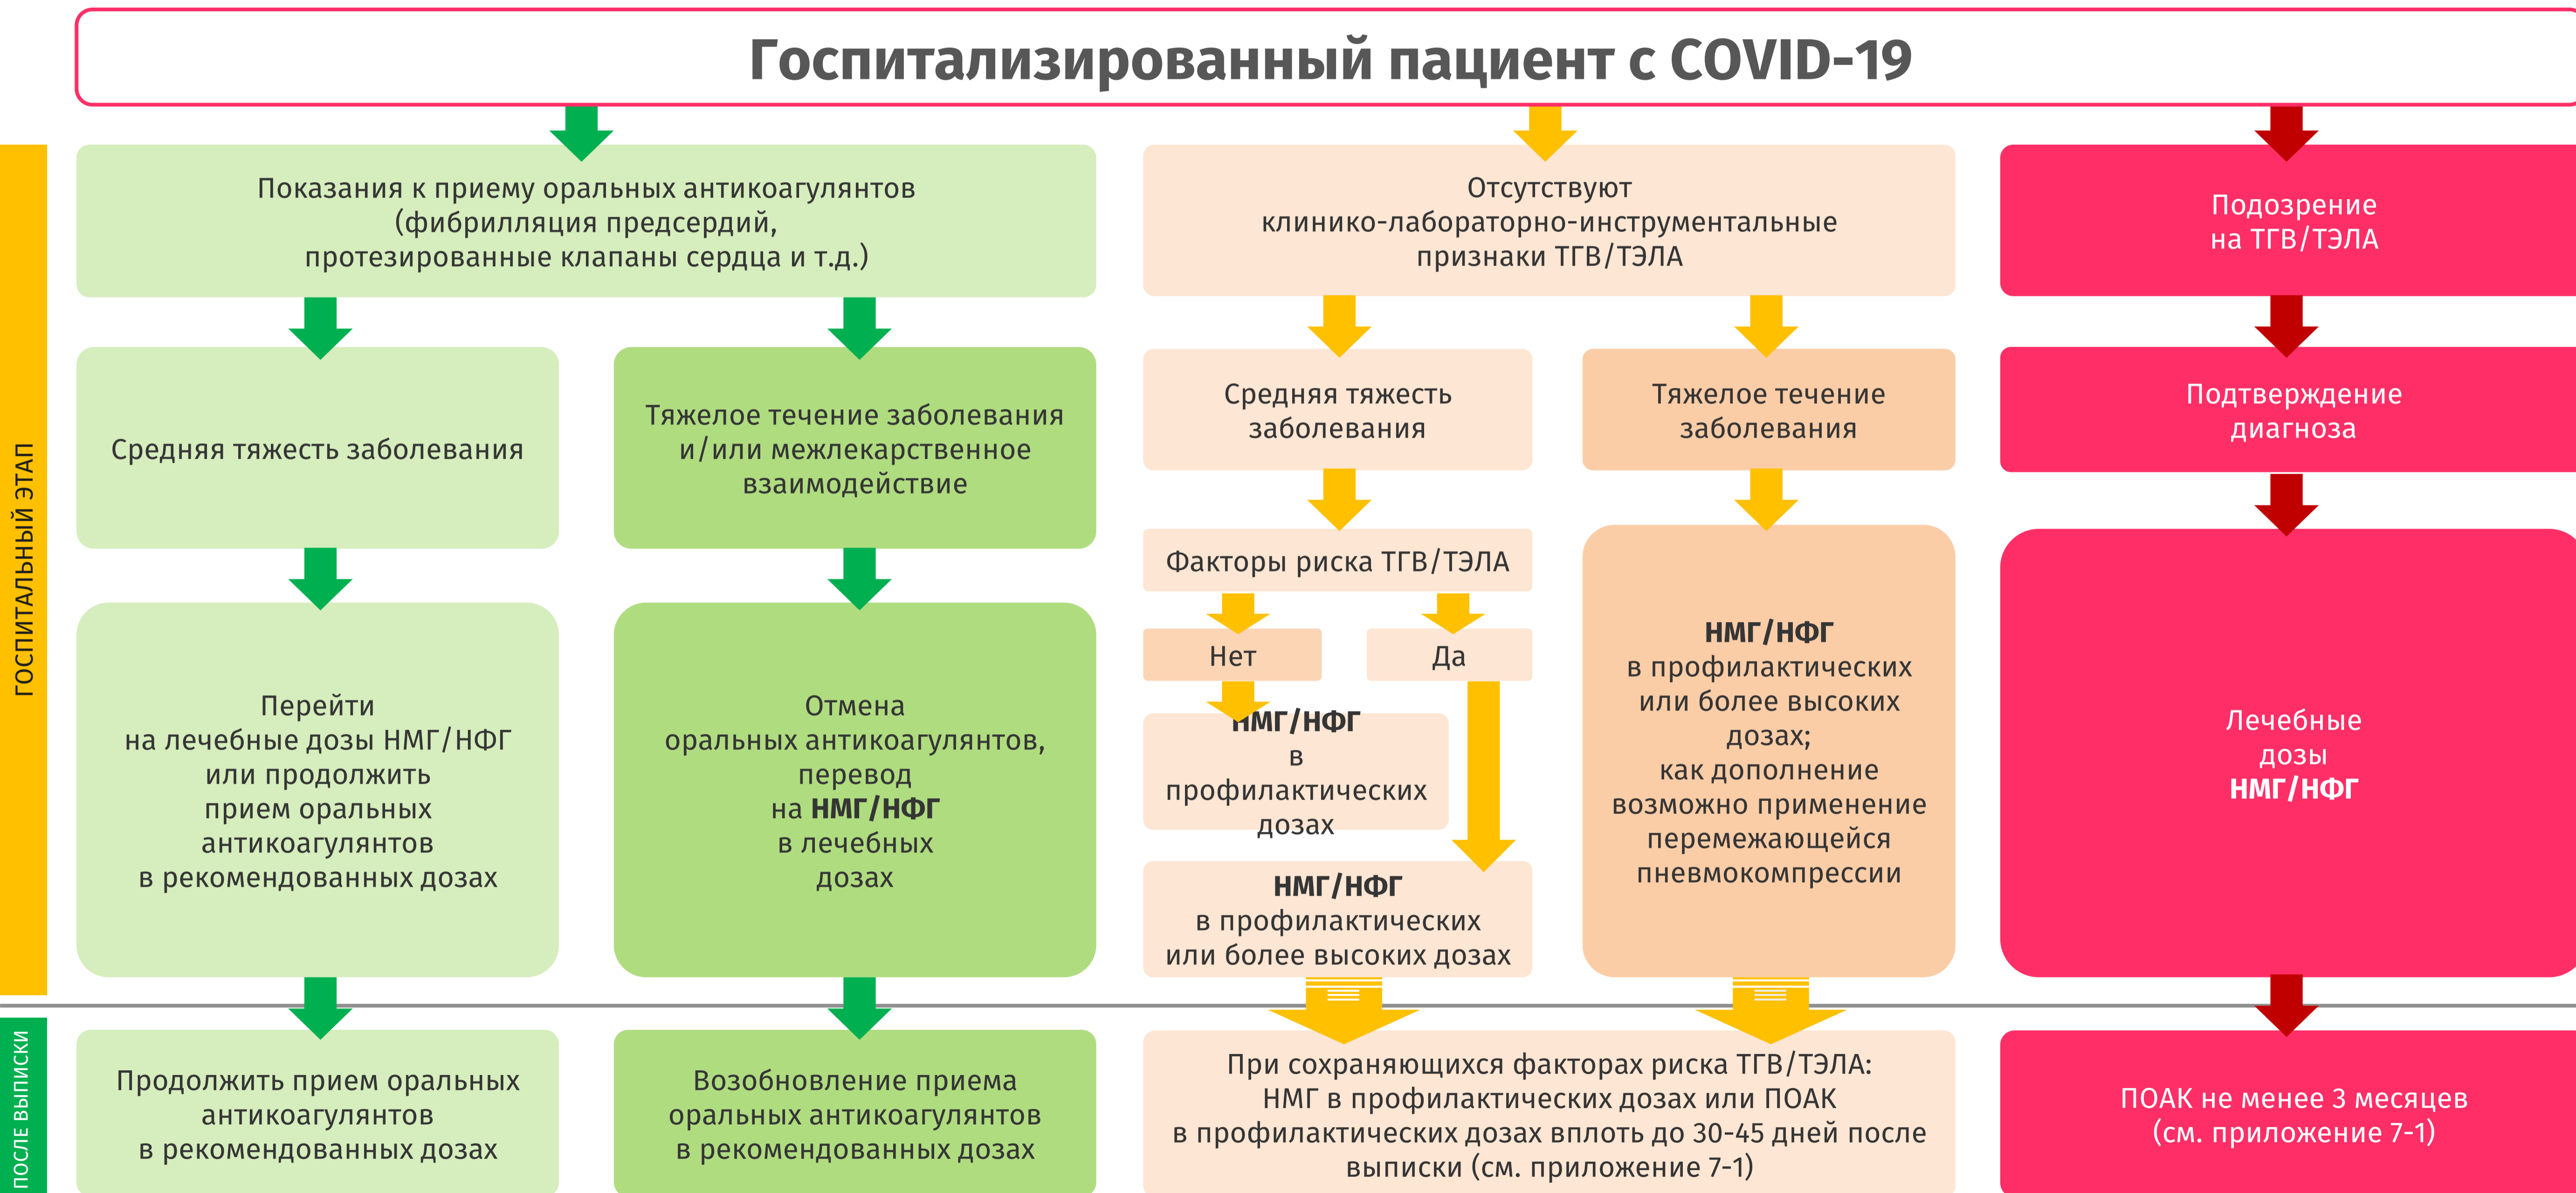 Госпитализированный пациент с COVID-19
ГОСПИТАЛЬНЫЙ ЭТАП
Показания к приему оральных антикоагулянтов
(фибрилляция предсердий,
протезированные клапаны сердца и т.д.)
Средняя тяжесть заболевания
Перейти
на лечебные дозы НМГ/НФГ
или продолжить
прием оральных
антикоагулянтов
в рекомендованных дозах
Тяжелое течение заболевания
и/или межлекарственное
взаимодействие
Отмена
оральных антикоагулянтов,
перевод
на НМГ/НФГ
в лечебных
дозах
Отсутствуют
клинико-лабораторно-инструментальные
признаки ТГВ/ТЭЛА
Средняя тяжесть
заболевания
Факторы риска ТГВ/ТЭЛА
Нет
Да
НМГ/НФГ
в
профилактических
дозах
НМГ/НФГ
в профилактических
или более высоких дозах
Тяжелое течение
заболевания
НМГ/НФГ
в профилактических
или более высоких
дозах;
как дополнение
возможно применение
перемежающейся
пневмокомпрессии
Подозрение
на ТГВ/ТЭЛА
Подтверждение
диагноза
Лечебные
дозы
НМГ/НФГ
ПОСЛЕ ВЫПИСКИ
Продолжить прием оральных
антикоагулянтов
в рекомендованных дозах
Возобновление приема
оральных антикоагулянтов
в рекомендованных дозах
При сохраняющихся факторах риска ТГВ/ТЭЛА:
НМГ в профилактических дозах или ПОАК
в профилактических дозах вплоть до 30-45 дней после
выписки (см. приложение 7-1)
ПОАК не менее 3 месяцев
(см. приложение 7-1)